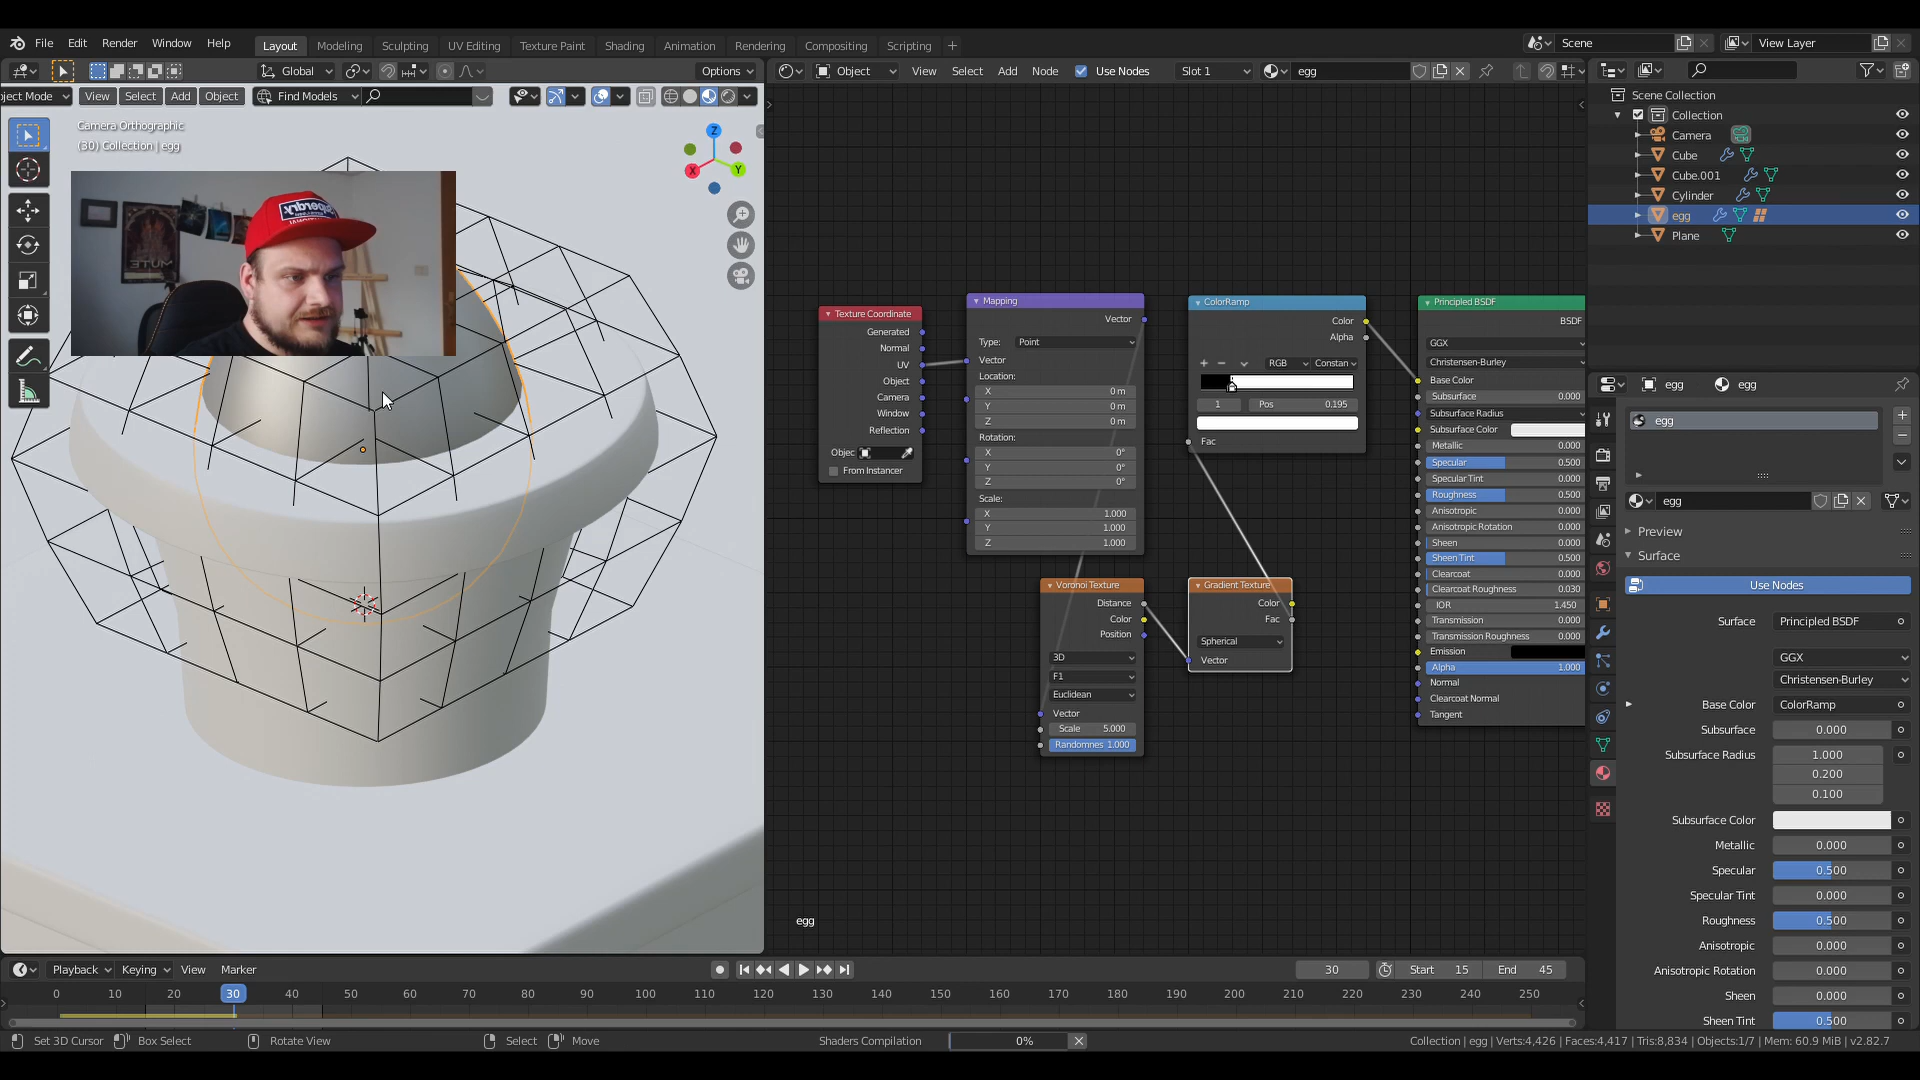 File Edit Render Window Help
Layout Modeling Sculpting UV Editing Texture Paint Shading Animation Rendering Compositing Scripting +
Scene View Layer
Global Options
Object View Select Add Node Use Nodes Slot 1 egg
ject Mode View Select Add Object Find Models
Camera Orthographic
(30) Collection | egg
Z
Y
X
MUTE
Texture Coordinate
Generated
Normal
UV
Object
Camera
Window
Reflection
Objec
From Instancer
Mapping
Vector
Type: Point
Vector
Location:
X 0 m
Y 0 m
Z 0 m
Rotation:
X 0°
Y 0°
Z 0°
Scale:
X 1.000
Y 1.000
Z 1.000
ColorRamp
Color
Alpha
RGB Constan
1 Pos 0.195
Fac
Voronoi Texture
Distance
Color
Position
3D
F1
Euclidean
Vector
Scale 5.000
Randomnes 1.000
Gradient Texture
Color
Fac
Spherical
Vector
Principled BSDF
BSDF
GGX
Christensen-Burley
Base Color
Subsurface 0.000
Subsurface Radius
Subsurface Color
Metallic 0.000
Specular 0.500
Specular Tint 0.000
Roughness 0.500
Anisotropic 0.000
Anisotropic Rotation 0.000
Sheen 0.000
Sheen Tint 0.500
Clearcoat 0.000
Clearcoat Roughness 0.030
IOR 1.450
Transmission 0.000
Transmission Roughness 0.000
Emission
Alpha 1.000
Normal
Clearcoat Normal
Tangent
egg
Scene Collection
Collection
Camera
Cube
Cube.001
Cylinder
egg
Plane
egg egg
egg
egg
Preview
Surface
Use Nodes
Surface Principled BSDF
GGX
Christensen-Burley
Base Color ColorRamp
Subsurface 0.000
Subsurface Radius 1.000
0.200
0.100
Subsurface Color
Metallic 0.000
Specular 0.500
Specular Tint 0.000
Roughness 0.500
Anisotropic 0.000
Anisotropic Rotation 0.000
Sheen 0.000
Sheen Tint 0.500
Playback Keying View Marker
30 Start 15 End 45
0 10 20 30 40 50 60 70 80 90 100 110 120 130 140 150 160 170 180 190 200 210 220 230 240 250
Set 3D Cursor Box Select Rotate View Select Move Shaders Compilation 0% Collection | egg | Verts:4,426 | Faces:4,417 | Tris:8,834 | Objects:1/7 | Mem: 60.9 MiB | v2.82.7